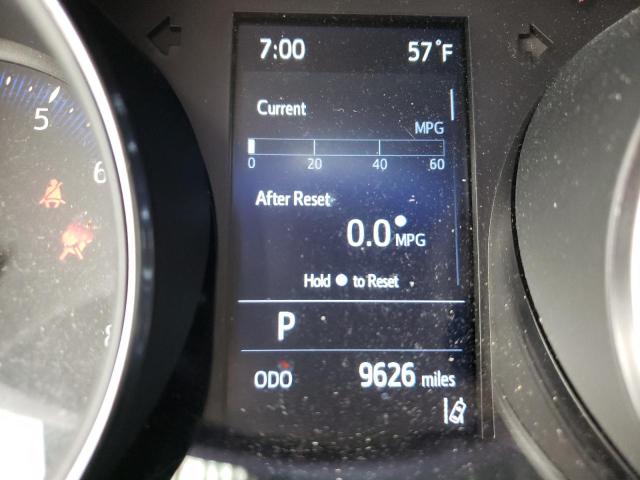 7:00 57°F
Current
MPG
0 20 40 60
After Reset
0.0 MPG
Hold ● to Reset
P
ODO 9626 miles
5
6
8